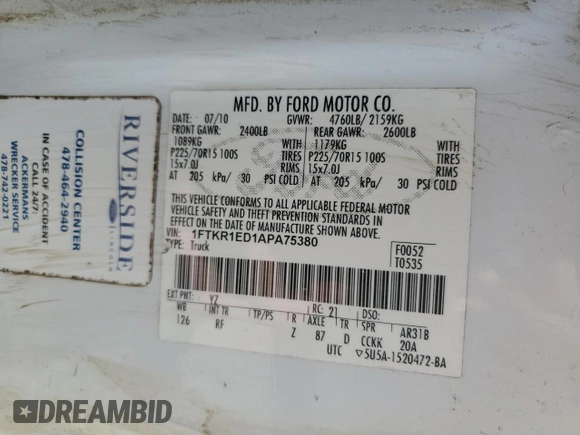 MFD. BY FORD MOTOR CO.
DATE: 07/10 GVWR: 4760LB/ 2159KG
FRONT GAWR: 2400LB REAR GAWR: 2600LB
1089KG WITH 1179KG WITH
P225/70R15 100S TIRES P225/70R15 100S TIRES
15x7.0J RIMS 15x7.0J RIMS
AT 205 kPa/ 30 PSI COLD AT 205 kPa/ 30 PSI COLD
THIS VEHICLE CONFORMS TO ALL APPLICABLE FEDERAL MOTOR
VEHICLE SAFETY AND THEFT PREVENTION STANDARDS IN
EFFECT ON THE DATE OF MANUFACTURE SHOWN ABOVE.
VIN: 1FTKR1ED1APA75380
TYPE: Truck
F0052
T0535
EXT PNT: YZ RC: 21 DSO:
WB INT TR TP/PS R AXLE TR SPR AR31B
126 RF Z 87 D CCKK 20A
UTC ▽5USA-1520472-BA
RIVERSIDE
COLLISION CENTER
478-464-2940
IN CASE OF ACCIDENT
CALL 24/7:
ACKERMANS
WRECKER SERVICE
478-742-0221
DREAMBID